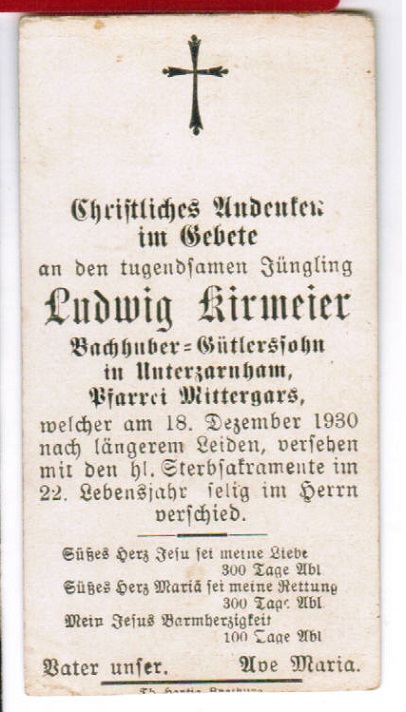 Christliches Andenken
im Gebete
an den tugendsamen Jüngling
Ludwig Kirmeier
Bachhuber-Gütlerssohn
in Unterzarnham,
Pfarrei Mittergars,
welcher am 18. Dezember 1930
nach längerem Leiden, versehen
mit den hl. Sterbsakramente im
22. Lebensjahr selig im Herrn
verschied.
Süßes Herz Jesu sei meine Liebe
300 Tage Abl
Süßes Herz Mariä sei meine Rettung
300 Tage Abl
Mein Jesus Barmherzigkeit
100 Tage Abl
Vater unser. Ave Maria.